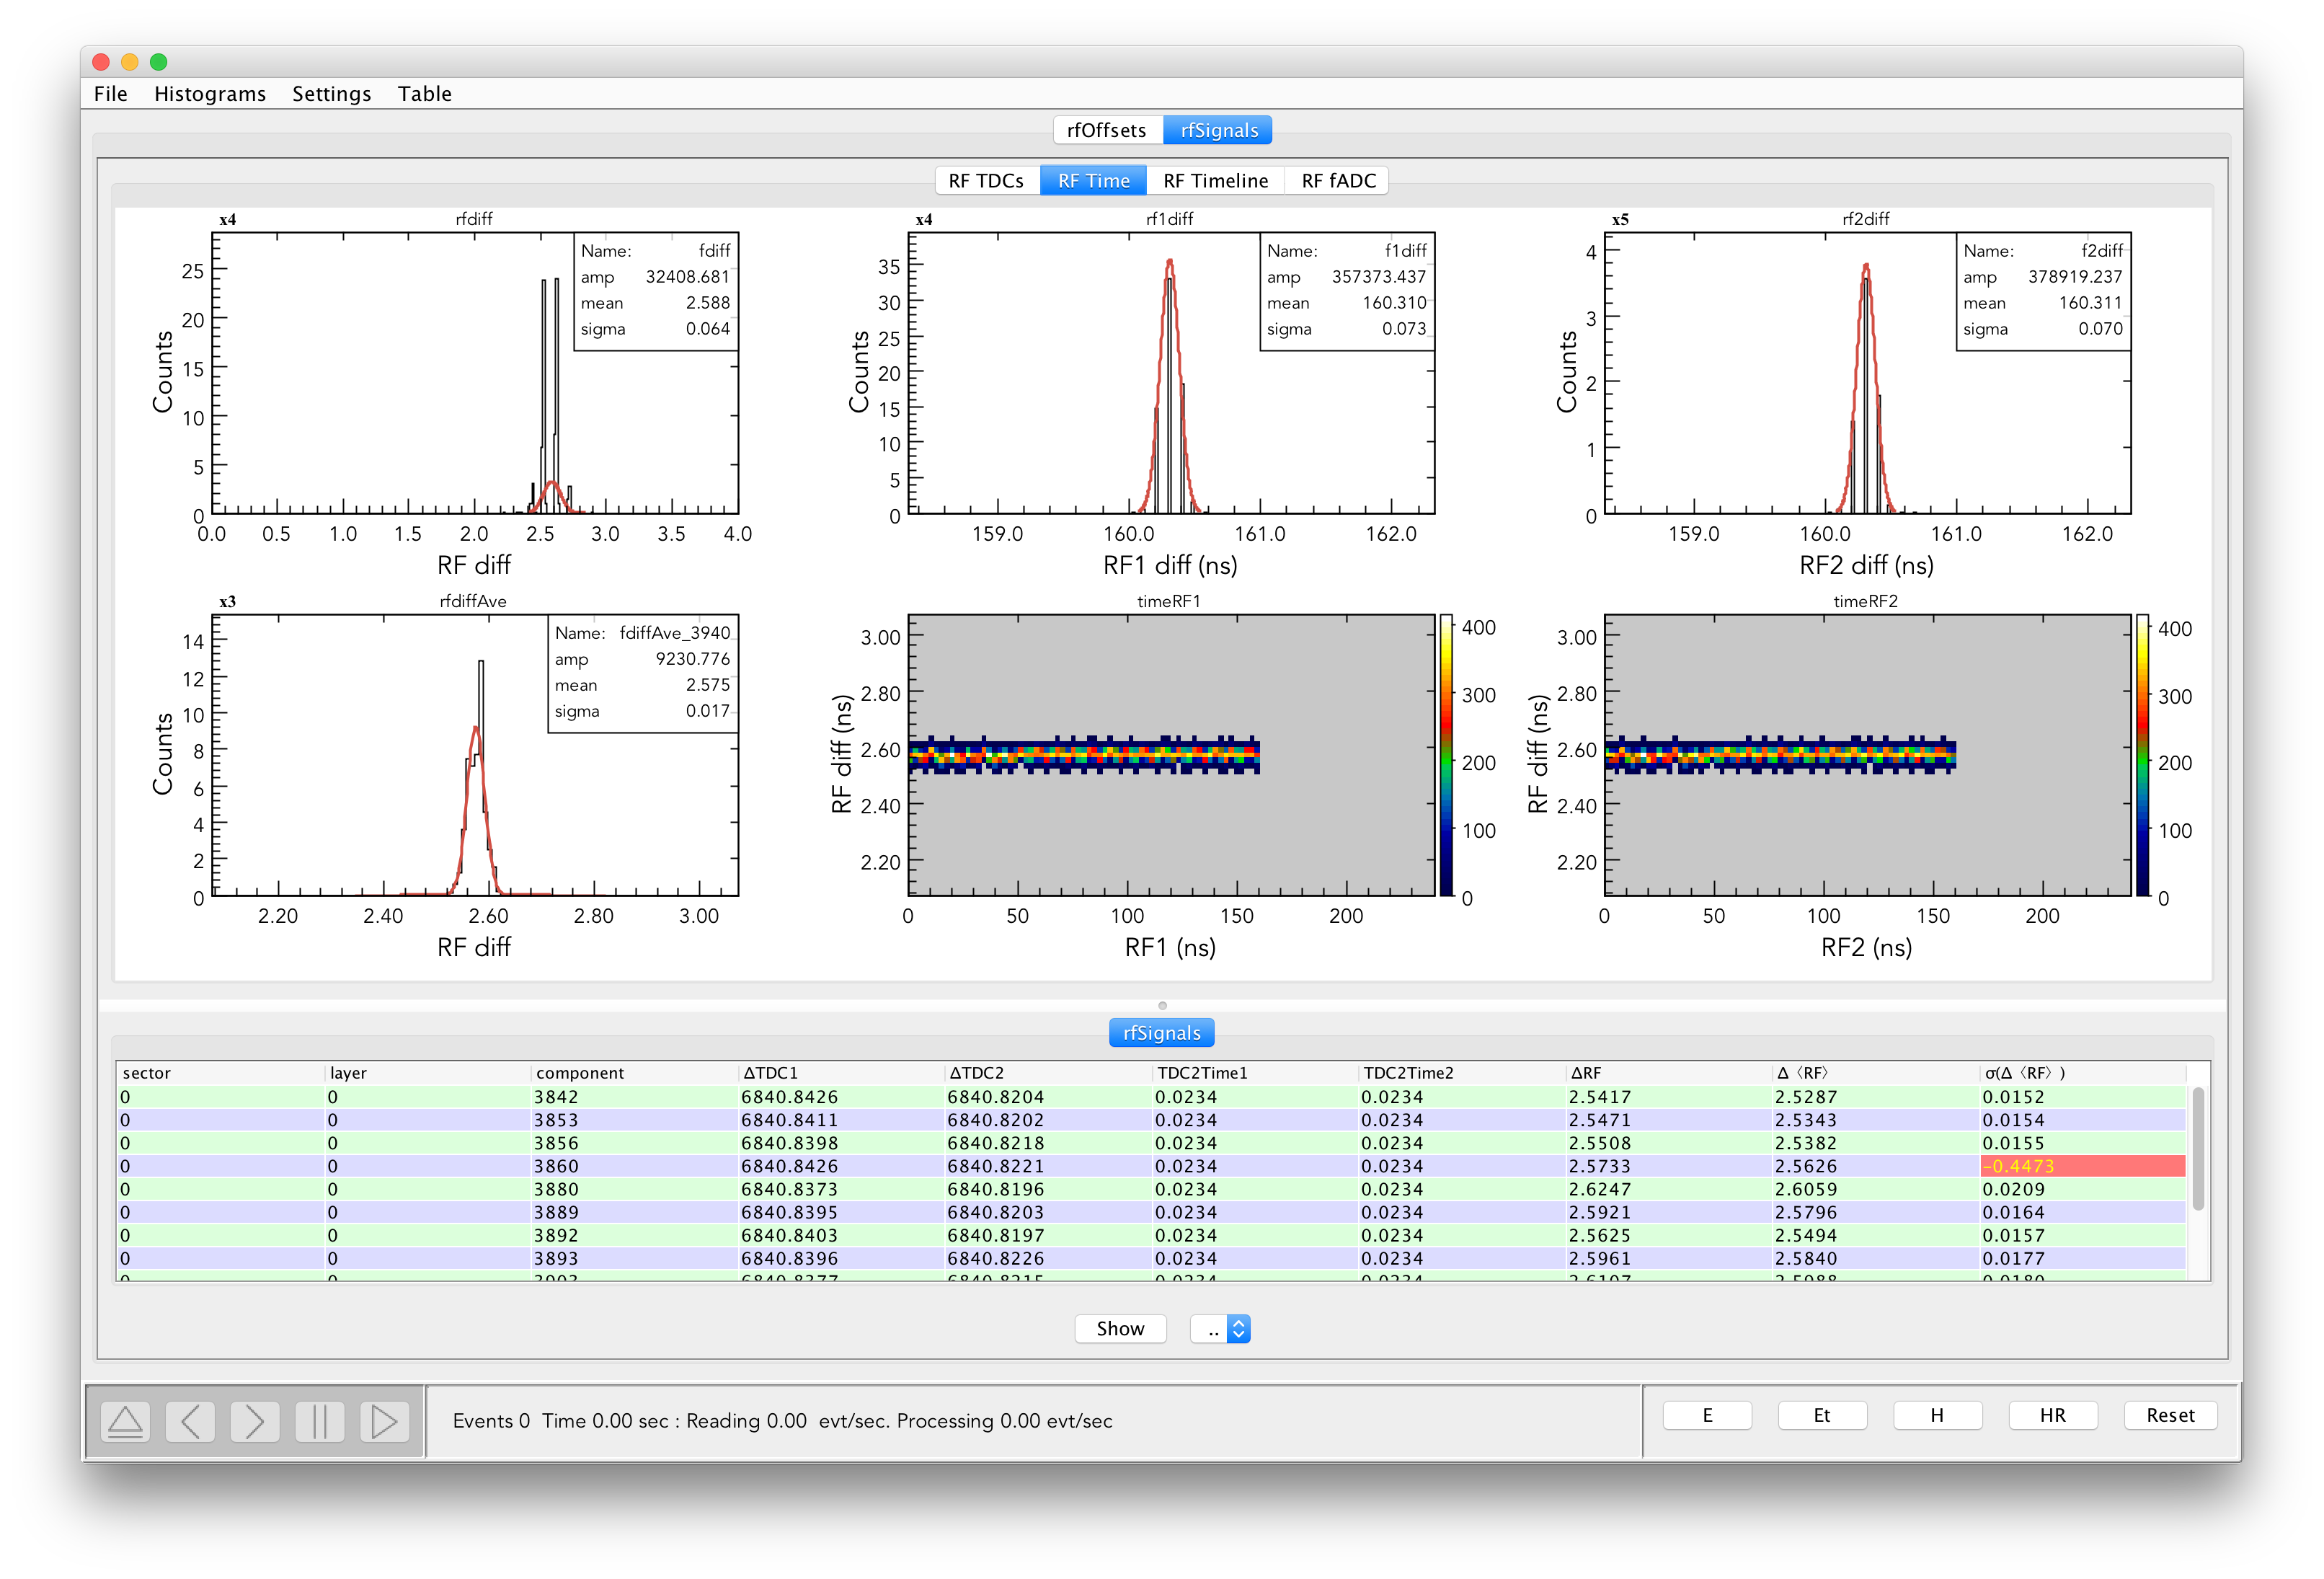 File Histograms Settings Table
rfOffsets rfSignals
RF TDCs RF Time RF Timeline RF fADC
x4 rfdiff
Name: fdiff
amp 32408.681
mean 2.588
sigma 0.064
Counts
25
20
15
10
5
0
0.0 0.5 1.0 1.5 2.0 2.5 3.0 3.5 4.0
RF diff
x4 rf1diff
Name: f1diff
amp 357373.437
mean 160.310
sigma 0.073
Counts
35
30
25
20
15
10
5
0
159.0 160.0 161.0 162.0
RF1 diff (ns)
x5 rf2diff
Name: f2diff
amp 378919.237
mean 160.311
sigma 0.070
Counts
4
3
2
1
0
159.0 160.0 161.0 162.0
RF2 diff (ns)
x3 rfdiffAve
Name: fdiffAve_3940
amp 9230.776
mean 2.575
sigma 0.017
Counts
14
12
10
8
6
4
2
0
2.20 2.40 2.60 2.80 3.00
RF diff
timeRF1
RF diff (ns)
3.00
2.80
2.60
2.40
2.20
400
300
200
100
0
0 50 100 150 200
RF1 (ns)
timeRF2
RF diff (ns)
3.00
2.80
2.60
2.40
2.20
400
300
200
100
0
0 50 100 150 200
RF2 (ns)
rfSignals
sector layer component ΔTDC1 ΔTDC2 TDC2Time1 TDC2Time2 ΔRF Δ〈RF〉 σ(Δ〈RF〉)
0 0 3842 6840.8426 6840.8204 0.0234 0.0234 2.5417 2.5287 0.0152
0 0 3853 6840.8411 6840.8202 0.0234 0.0234 2.5471 2.5343 0.0154
0 0 3856 6840.8398 6840.8218 0.0234 0.0234 2.5508 2.5382 0.0155
0 0 3860 6840.8426 6840.8221 0.0234 0.0234 2.5733 2.5626 -0.4473
0 0 3880 6840.8373 6840.8196 0.0234 0.0234 2.6247 2.6059 0.0209
0 0 3889 6840.8395 6840.8203 0.0234 0.0234 2.5921 2.5796 0.0164
0 0 3892 6840.8403 6840.8197 0.0234 0.0234 2.5625 2.5494 0.0157
0 0 3893 6840.8396 6840.8226 0.0234 0.0234 2.5961 2.5840 0.0177
Show ..
Events 0 Time 0.00 sec : Reading 0.00 evt/sec. Processing 0.00 evt/sec
E Et H HR Reset